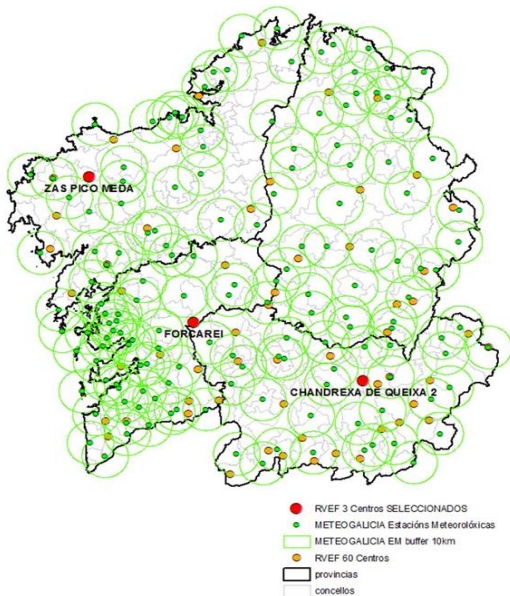 ZAS PICO MEDA
FORCAREI
CHANDREXA DE QUEIXA 2
RVEF 3 Centros SELECCIONADOS
METEOGALICIA Estacións Meteorolóxicas
METEOGALICIA EM buffer 10km
RVEF 60 Centros
provincias
concellos